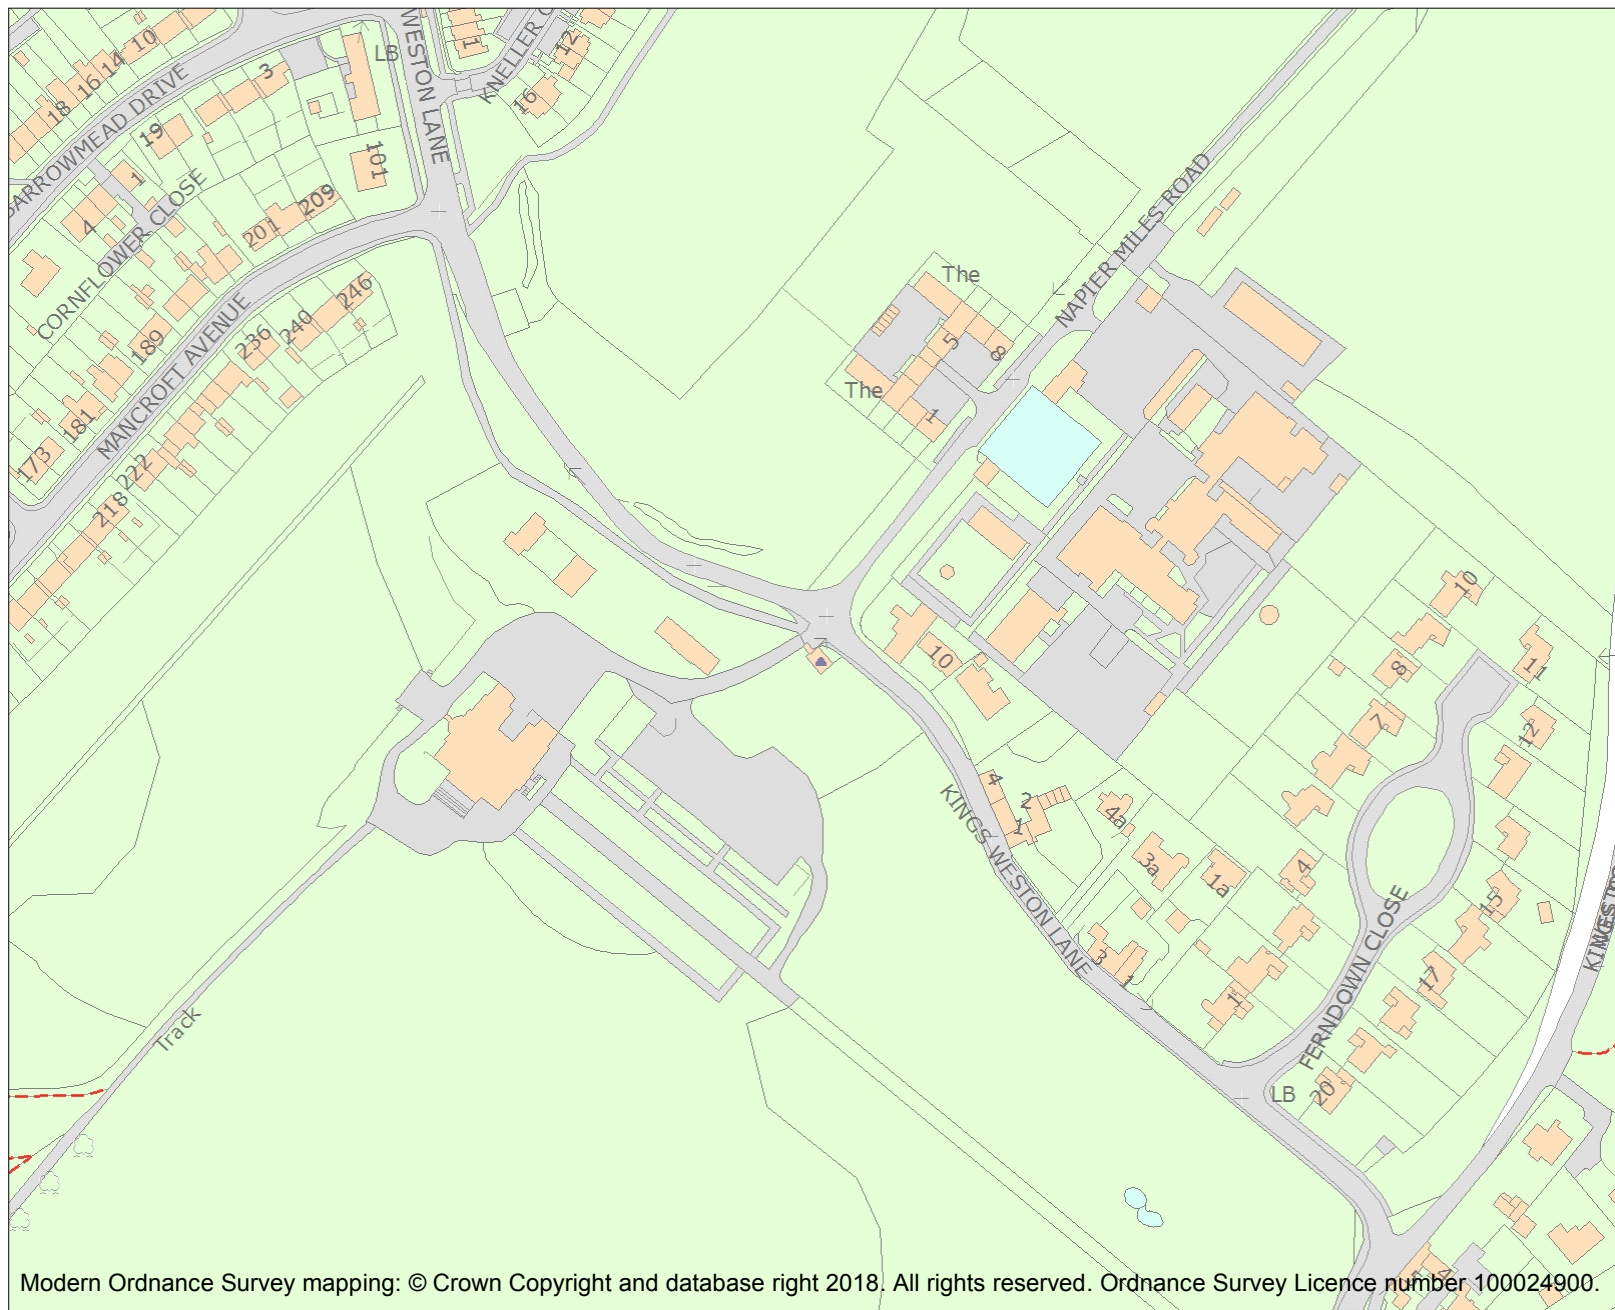 WESTON LANE
KNELLER C
1
12
16
LB
10
14
16
18
3
BARROWMEAD DRIVE
19
101
1
4
CORNFLOWER CLOSE
209
201
246
240
236
189
MANCROFT AVENUE
181
173
222
218
NAPIER MILES ROAD
The
5
8
The
1
10
10
11
8
7
12
4
2
1
KINGS WESTON LANE
4a
3a
1a
4
15
17
3
1
1
FERNDOWN CLOSE
20
LB
Track
Modern Ordnance Survey mapping: © Crown Copyright and database right 2018. All rights reserved. Ordnance Survey Licence number 100024900.